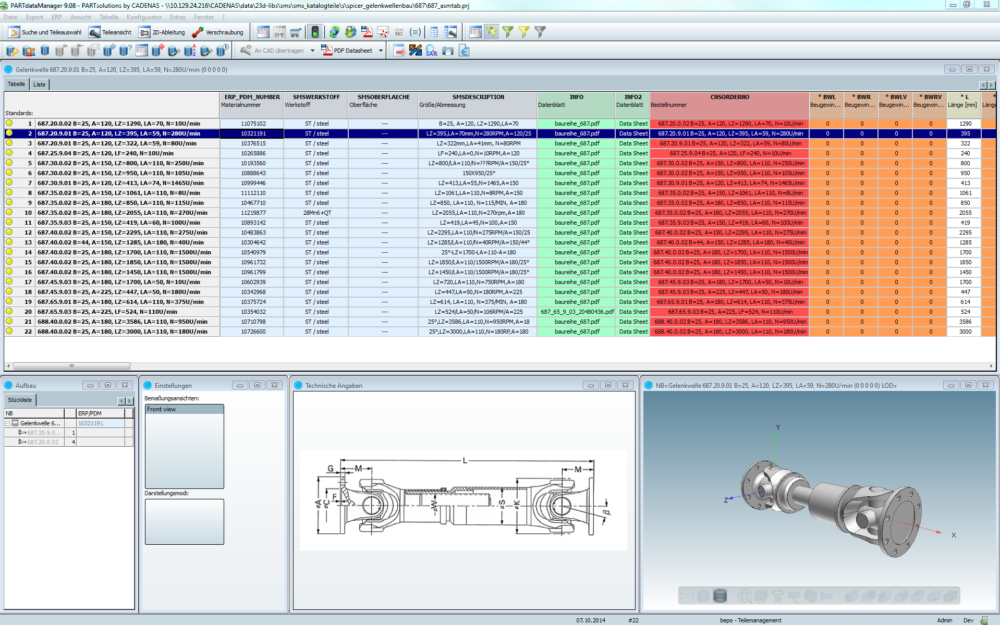 PARTdataManager 9.08 - PARTsolutions by CADENAS - \\10.129.24.216\CADENAS\data\23d-libs\sms\sms_katalogteile\s\spicer_gelenkwellenbau\687\687_asmtab.prj
Datei Export ERP Ansicht Tabelle Konfigurator Extras Fenster ?
Suche und Teileauswahl Teileansicht 2D-Ableitung Verschraubung BMP DIN 962 (=)
An CAD übertragen PDF Datasheet SAP
Gelenkwelle 687.20.9.01 B=25, A=120, LZ=395, LA=59, N=280U/min (0 0 0 0 0)
Tabelle Liste
ERP_PDM_NUMBER SMSWERKSTOFF SMSOBERFLAECHE SMSDESCRIPTION INFO INFO2 CNSORDERNO * BWL * BWR * BWLV * BWRV * L *
Materialnummer Werkstoff Oberfläche Größe/Abmessung Datenblatt Datenblatt Bestellnummer Beugewin... Beugewin... Beugewin... Beugewin... Länge [mm] Länge
Standards:
1 687.20.0.02 B=25, A=120, LZ=1290, LA=70, N=10U/min 11075102 ST / steel --- B=25, A=120, LZ=1290,LA=70 baureihe_687.pdf Data Sheet 687.20.0.02 B=25, A=120, LZ=1290, LA=70, N=10U/min 0 0 0 0 1290
2 687.20.9.01 B=25, A=120, LZ=395, LA=59, N=280U/min 10321191 ST / steel --- LZ=395,LA=70mm,N=280RPM,A=120/25 baureihe_687.pdf Data Sheet 687.20.9.01 B=25, A=120, LZ=395, LA=59, N=280U/min 0 0 0 0 395
3 687.20.9.01 B=25, A=120, LZ=322, LA=59, N=80U/min 10376515 ST / steel --- LZ=322mm,LA=41mm, N=80RPM baureihe_687.pdf Data Sheet 687.20.9.01 B=25, A=120, LZ=322, LA=59, N=80U/min 0 0 0 0 322
4 687.25.9.04 B=25, A=120, LF=240, N=10U/min 10265886 ST / steel --- LF=240,LA=0,N=10RPM,A=120 baureihe_687.pdf Data Sheet 687.25.9.04 B=25, A=120, LF=240, N=10U/min 0 0 0 0 240
5 687.30.0.02 B=25, A=150, LZ=800, LA=110, N=250U/min 10193560 ST / steel --- LZ=800/LA=110/N=???RPM/A=150/25° baureihe_687.pdf Data Sheet 687.30.0.02 B=25, A=150, LZ=800, LA=110, N=250U/min 0 0 0 0 800
6 687.30.0.02 B=25, A=150, LZ=950, LA=110, N=105U/min 10888643 ST / steel --- 150X950/25° baureihe_687.pdf Data Sheet 687.30.0.02 B=25, A=150, LZ=950, LA=110, N=105U/min 0 0 0 0 950
7 687.30.9.01 B=25, A=120, LZ=413, LA=74, N=1465U/min 10999446 ST / steel --- LZ=413,LA=55,N=1465,A=150 baureihe_687.pdf Data Sheet 687.30.9.01 B=25, A=120, LZ=413, LA=74, N=1465U/min 0 0 0 0 413
8 687.35.0.02 B=25, A=150, LZ=1061, LA=110, N=8U/min 11112110 ST / steel --- LZ=1061,LA=110,N=8RPM,A=150 baureihe_687.pdf Data Sheet 687.35.0.02 B=25, A=150, LZ=1061, LA=110, N=8U/min 0 0 0 0 1061
9 687.35.0.02 B=25, A=180, LZ=850, LA=110, N=115U/min 10467710 ST / steel --- LZ=850, LA=110, N=115/MIN, A=180 baureihe_687.pdf Data Sheet 687.35.0.02 B=25, A=180, LZ=850, LA=110, N=115U/min 0 0 0 0 850
10 687.35.0.02 B=25, A=180, LZ=2055, LA=110, N=270U/min 11219877 28Mn6+QT --- LZ=2055,LA=110,N=270rpm,A=180 baureihe_687.pdf Data Sheet 687.35.0.02 B=25, A=180, LZ=2055, LA=110, N=270U/min 0 0 0 0 2055
11 687.35.9.03 B=25, A=150, LZ=419, LA=60, N=100U/min 10893142 ST / steel --- LZ=419,LA=45,N=100,A=150 baureihe_687.pdf Data Sheet 687.35.9.03 B=25, A=150, LZ=419, LA=60, N=100U/min 0 0 0 0 419
12 687.40.0.02 B=25, A=150, LZ=2295, LA=110, N=275U/min 10483863 ST / steel --- LZ=2295,LA=110/N=275RPM/A=150/25 baureihe_687.pdf Data Sheet 687.40.0.02 B=25, A=150, LZ=2295, LA=110, N=275U/min 0 0 0 0 2295
13 687.40.0.02 B=44, A=150, LZ=1285, LA=180, N=40U/min 10304642 ST / steel --- LZ=1285/LA=110/N=40RPM/A=150/44° baureihe_687.pdf Data Sheet 687.40.0.02 B=44, A=150, LZ=1285, LA=180, N=40U/min 0 0 0 0 1285
14 687.40.0.02 B=25, A=180, LZ=1700, LA=110, N=1500U/min 10540979 ST / steel --- 25°-LZ=1700-LA=110-A=180 baureihe_687.pdf Data Sheet 687.40.0.02 B=25, A=180, LZ=1700, LA=110, N=1500U/min 0 0 0 0 1700
15 687.40.0.02 B=25, A=180, LZ=1850, LA=110, N=1500U/min 10961732 ST / steel --- LZ=1850/LA=110/1500RPM/A=180/25° baureihe_687.pdf Data Sheet 687.40.0.02 B=25, A=180, LZ=1850, LA=110, N=1500U/min 0 0 0 0 1850
16 687.40.0.02 B=25, A=180, LZ=1450, LA=110, N=1500U/min 10961799 ST / steel --- LZ=1450/LA=110/1500RPM/A=180/25° baureihe_687.pdf Data Sheet 687.40.0.02 B=25, A=180, LZ=1450, LA=110, N=1500U/min 0 0 0 0 1450
17 687.45.9.03 B=25, A=180, LZ=1700, LA=50, N=10U/min 10602939 ST / steel --- LZ=720,LA=110,N=750RPM,A=180 baureihe_687.pdf Data Sheet 687.45.9.03 B=25, A=180, LZ=1700, LA=50, N=10U/min 0 0 0 0 1700
18 687.45.9.03 B=25, A=225, LZ=447, LA=50, N=180U/min 10342968 ST / steel --- LZ=447,LA=50,N=180RPM,A=225 baureihe_687.pdf Data Sheet 687.45.9.03 B=25, A=225, LZ=447, LA=50, N=180U/min 0 0 0 0 447
19 687.65.9.01 B=25, A=180, LZ=614, LA=110, N=375U/min 10375724 ST / steel --- LZ=614, LA=110, N=375/MIN, A=180 baureihe_687.pdf Data Sheet 687.65.9.01 B=25, A=180, LZ=614, LA=110, N=375U/min 0 0 0 0 614
20 687.65.9.03 B=25, A=225, LF=524, N=110U/min 10354032 ST / steel --- LZ=524/LA=50/N=106RPM/A=225 687_65_9_03_20480436.pdf Data Sheet 687.65.9.03 B=25, A=225, LF=524, N=110U/min 0 0 0 0 524
21 688.40.0.02 B=25, A=180, LZ=3586, LA=110, N=950U/min 10710798 ST / steel --- 25°,LZ=3586,LA=110,N=950RPM,A=18 baureihe_687.pdf Data Sheet 688.40.0.02 B=25, A=180, LZ=3586, LA=110, N=950U/min 0 0 0 0 3586
22 688.40.0.02 B=25, A=180, LZ=3000, LA=110, N=180U/min 10726600 ST / steel --- 25°,LZ=3000,LA=110,N=180RP,A=180 baureihe_687.pdf Data Sheet 688.40.0.02 B=25, A=180, LZ=3000, LA=110, N=180U/min 0 0 0 0 3000
Aufbau
Stückliste
NB ERP/PDM
Gelenkwelle 6... 10321191
687.20.9.0... 1
687.20.0.02 4
Einstellungen
Bemaßungsansichten:
Front view
Darstellungsmodi:
Technische Angaben
L
G M M
øA øC F øW øS øK β
NB=Gelenkwelle 687.20.9.01 B=25, A=120, LZ=395, LA=59, N=280U/min (0 0 0 0 0) LOD=
Y
Z
X
07.10.2014 #22 bepo - Teilemanagement Admin Dev